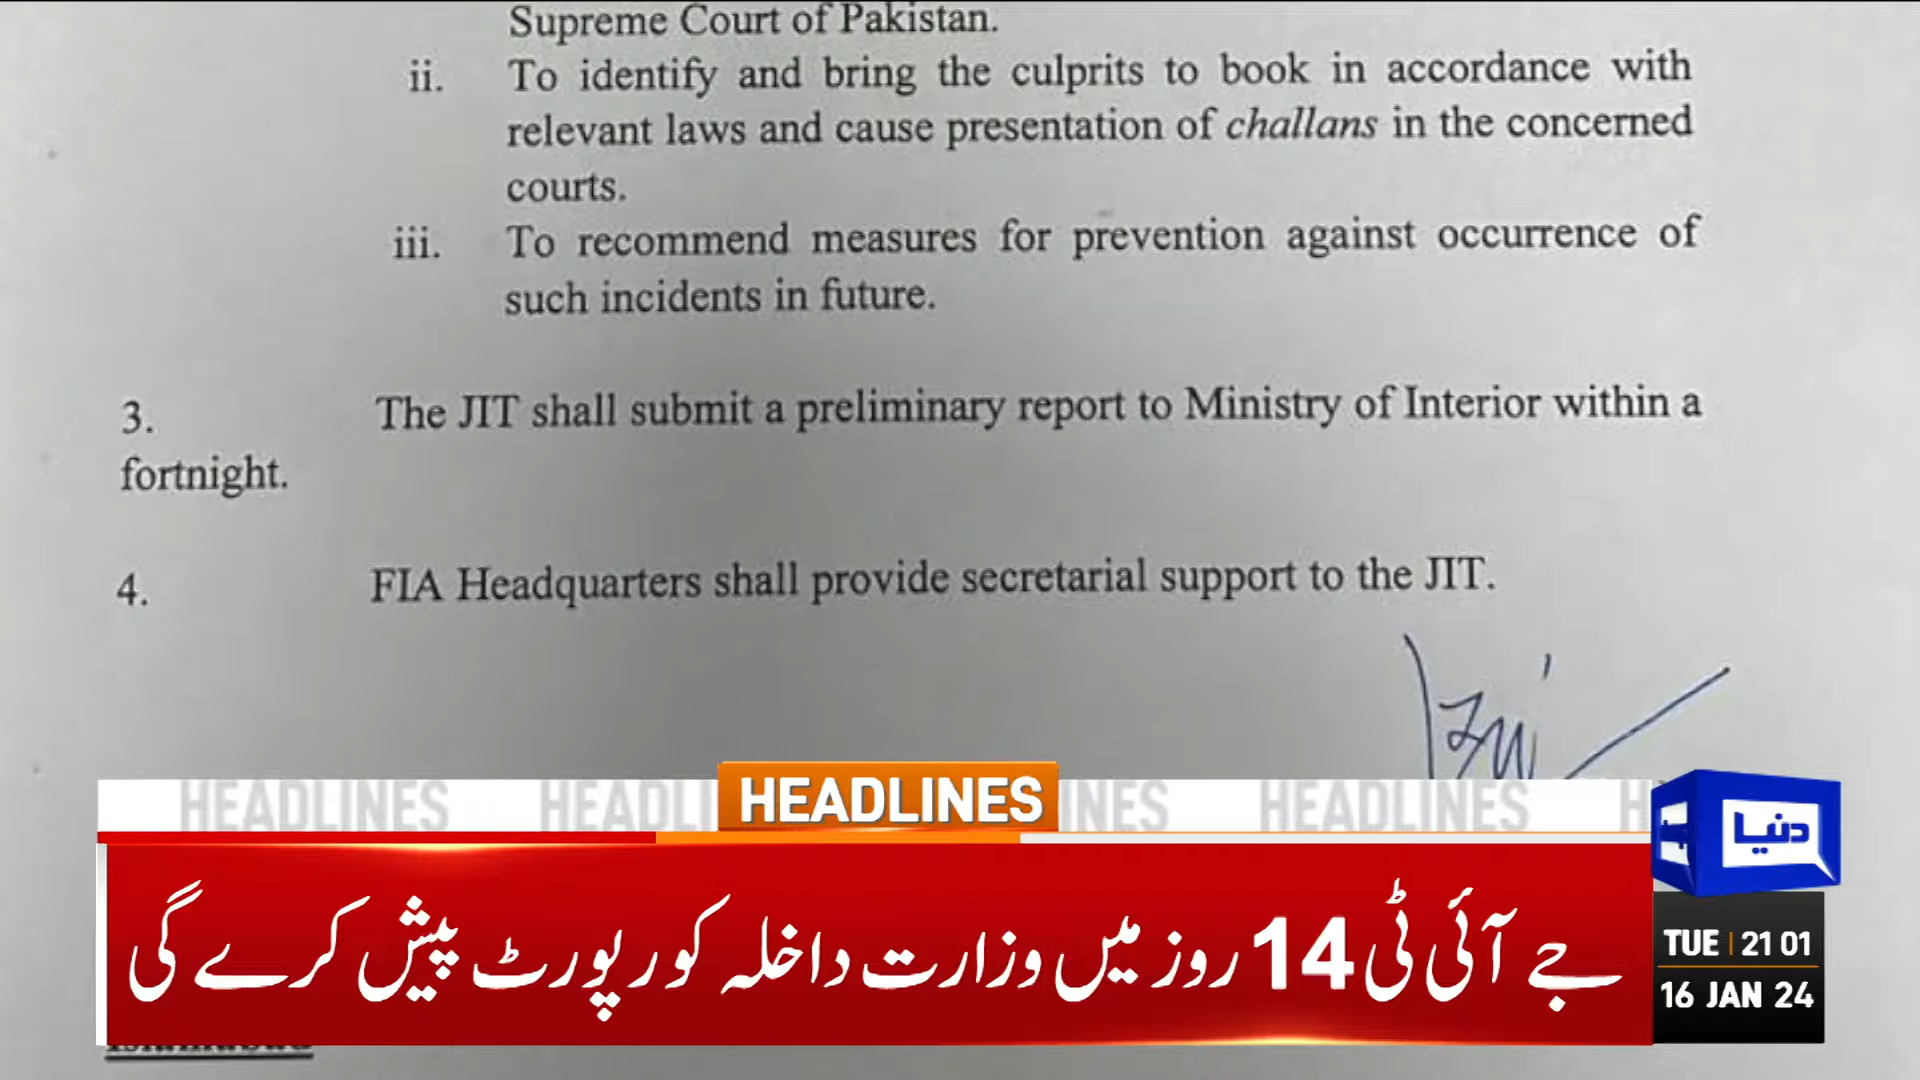 Supreme Court of Pakistan.
ii. To identify and bring the culprits to book in accordance with
relevant laws and cause presentation of challans in the concerned
courts.
iii. To recommend measures for prevention against occurrence of
such incidents in future.
3. The JIT shall submit a preliminary report to Ministry of Interior within a
fortnight.
4. FIA Headquarters shall provide secretarial support to the JIT.
HEADLINES
دنیا
جے آئی ٹی 14 روز میں وزارت داخلہ کو رپورٹ پیش کرے گی
TUE 21 01
16 JAN 24